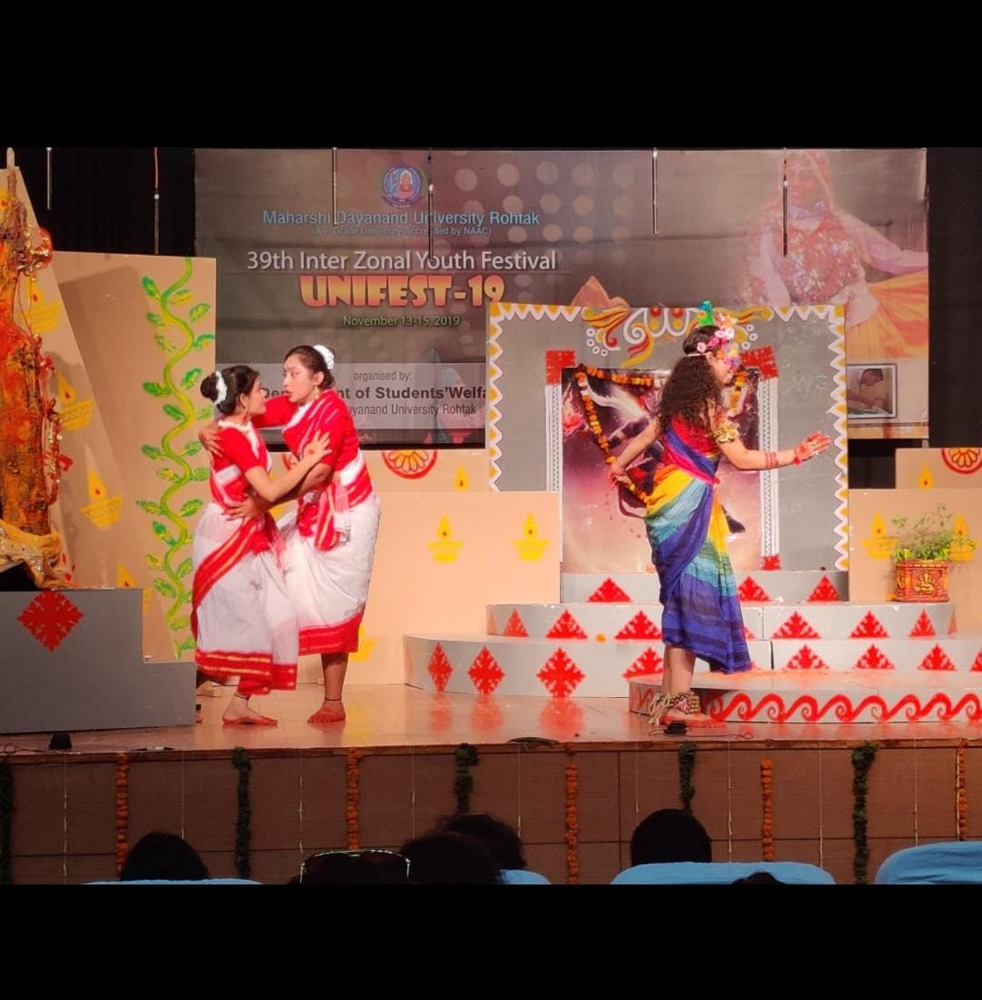 Maharshi Dayanand University Rohtak
(A+ Grade University Accredited by NAAC)
39th Inter Zonal Youth Festival
UNIFEST-19
November 13-15, 2019
organised by:
of Students'Welfa
ayanand University Rohtak